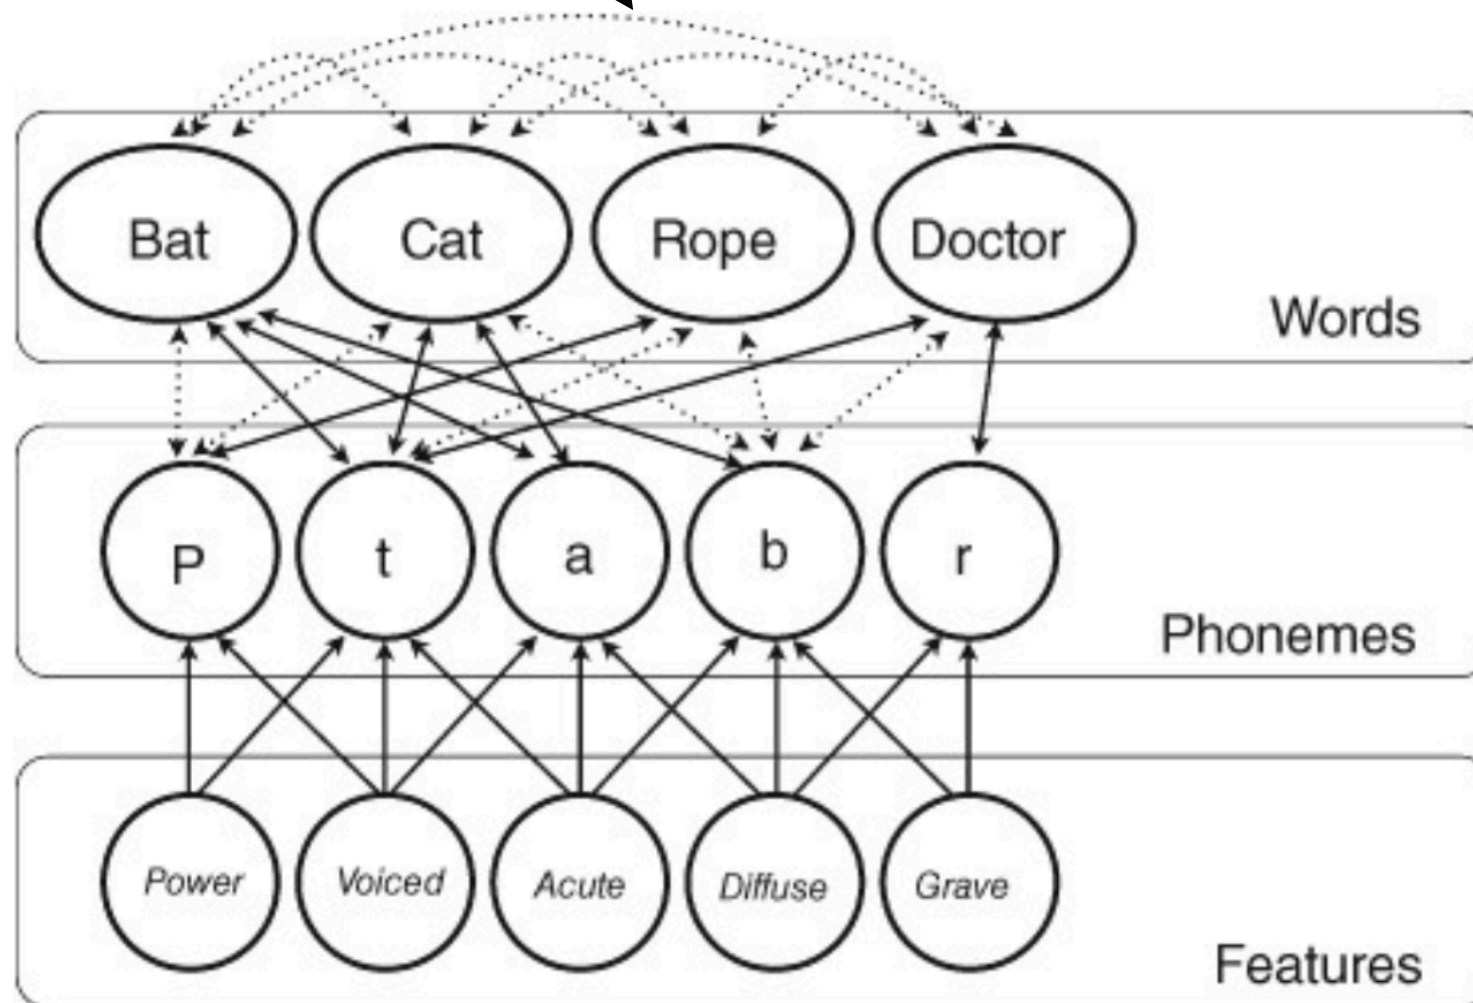 Bat Cat Rope Doctor
Words
P t a b r
Phonemes
Power Voiced Acute Diffuse Grave
Features